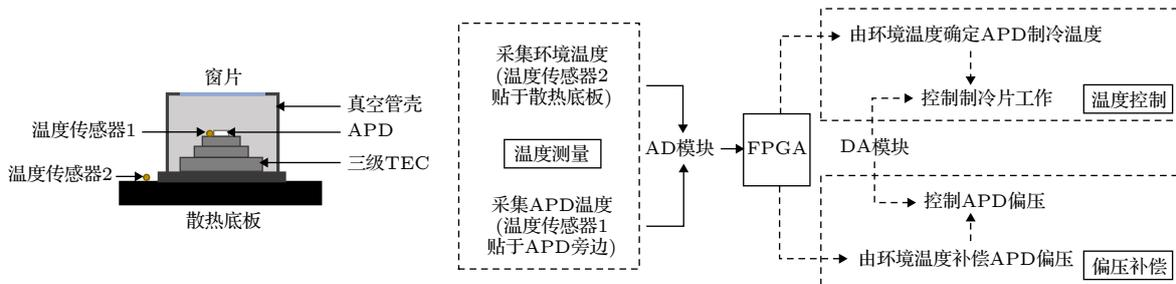 窗片
真空管壳
温度传感器1
APD
三级TEC
温度传感器2
散热底板
采集环境温度
(温度传感器2
贴于散热底板)
温度测量
采集APD温度
(温度传感器1
贴于APD旁边)
AD模块
FPGA
由环境温度确定APD制冷温度
控制制冷片工作
温度控制
DA模块
控制APD偏压
由环境温度补偿APD偏压
偏压补偿